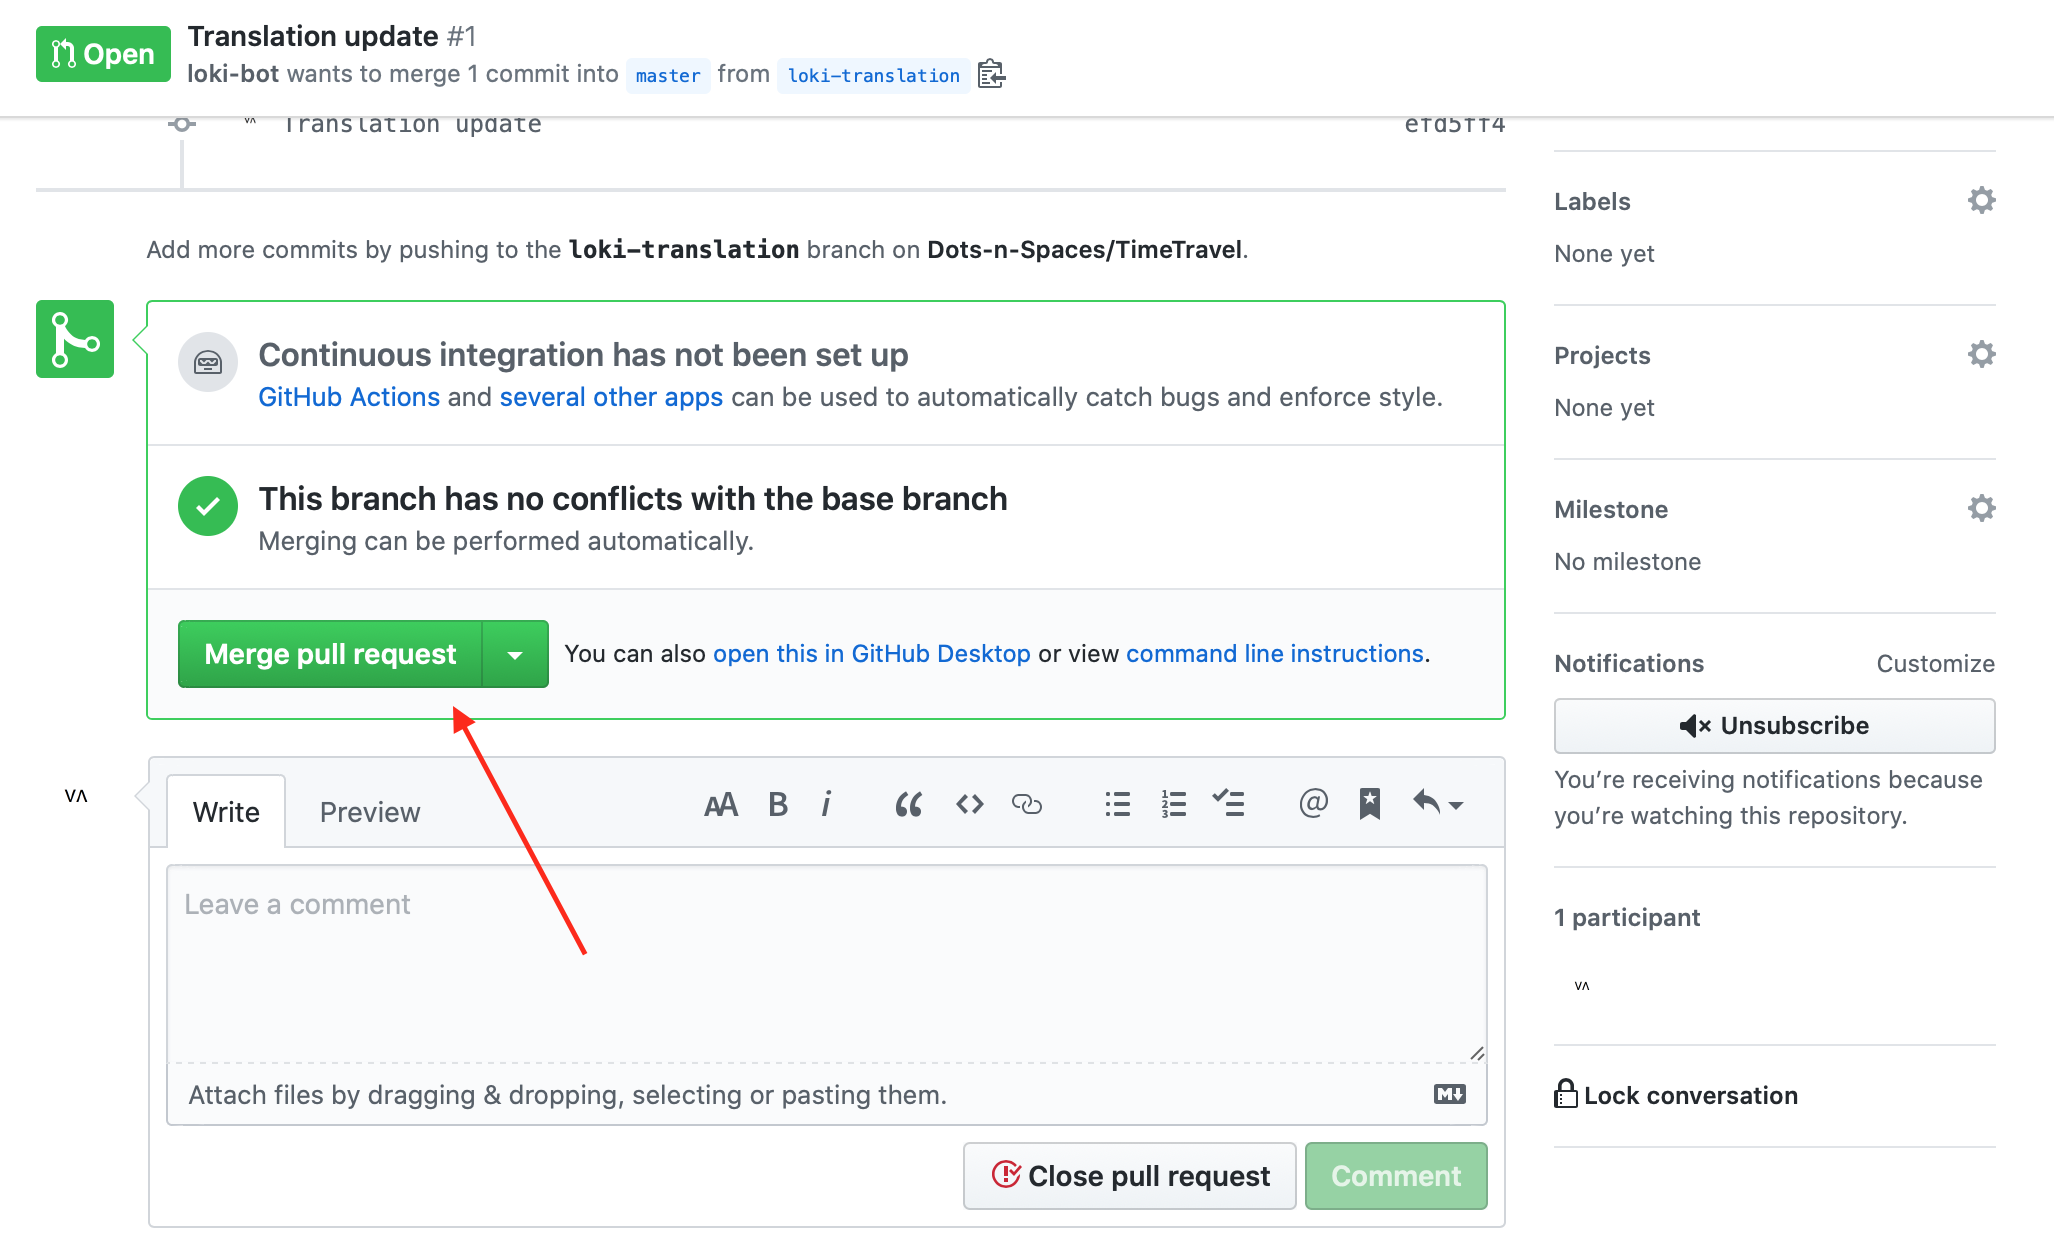 Open
Translation update #1
loki-bot wants to merge 1 commit into master from loki-translation
VΛ Translation update efd5ff4
Add more commits by pushing to the loki-translation branch on Dots-n-Spaces/TimeTravel.
Continuous integration has not been set up
GitHub Actions and several other apps can be used to automatically catch bugs and enforce style.
This branch has no conflicts with the base branch
Merging can be performed automatically.
Merge pull request
You can also open this in GitHub Desktop or view command line instructions.
VΛ
Write
Preview
AA B i
Leave a comment
Attach files by dragging & dropping, selecting or pasting them.
M
Close pull request
Comment
Labels
None yet
Projects
None yet
Milestone
No milestone
Notifications
Customize
Unsubscribe
You’re receiving notifications because
you’re watching this repository.
1 participant
VΛ
Lock conversation